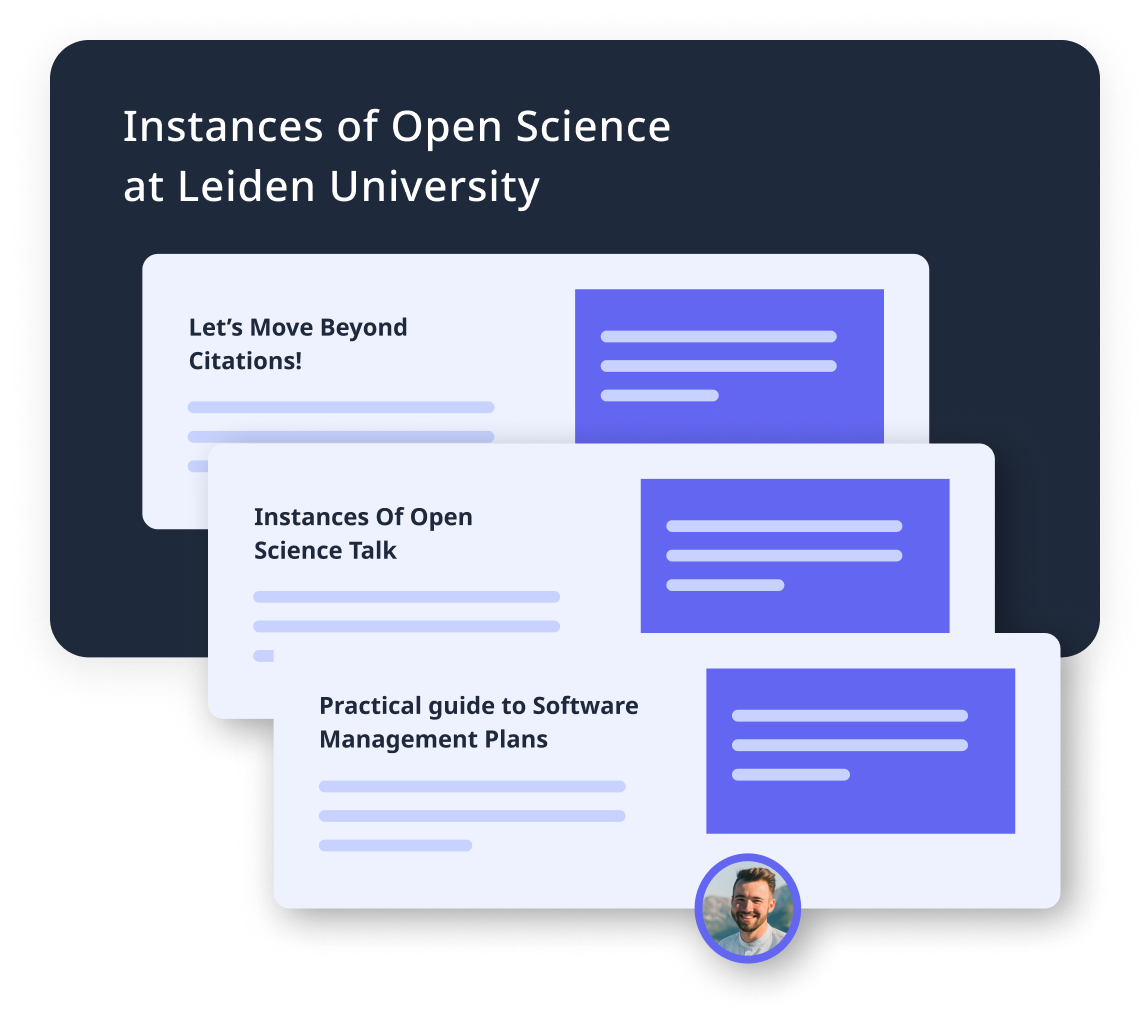 Instances of Open Science
at Leiden University
Let’s Move Beyond
Citations!
Instances Of Open
Science Talk
Practical guide to Software
Management Plans